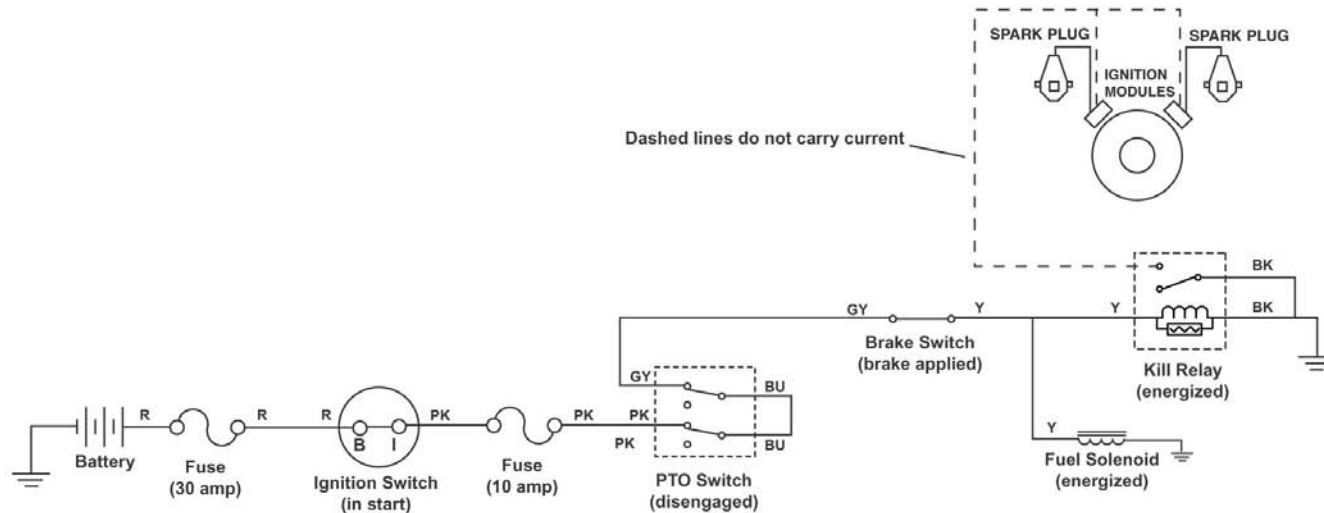 SPARK PLUG
SPARK PLUG
IGNITION
MODULES
Dashed lines do not carry current
BK
GY
Y
Y
BK
Brake Switch
(brake applied)
Kill Relay
(energized)
GY
BU
R
R
R
PK
PK
PK
B
I
PK
BU
Y
Battery
Fuse
(30 amp)
Ignition Switch
(in start)
Fuse
(10 amp)
PTO Switch
(disengaged)
Fuel Solenoid
(energized)